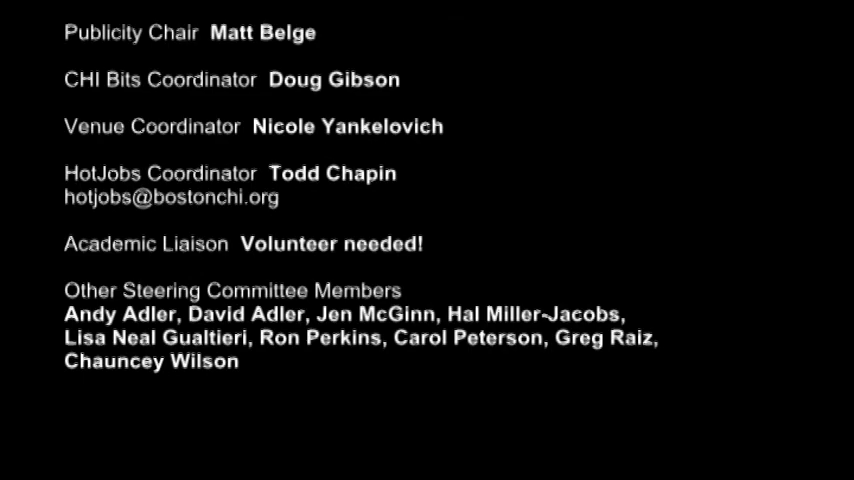 Publicity Chair Matt Belge
CHI Bits Coordinator Doug Gibson
Venue Coordinator Nicole Yankelovich
HotJobs Coordinator Todd Chapin
hotjobs@bostonchi.org
Academic Liaison Volunteer needed!
Other Steering Committee Members
Andy Adler, David Adler, Jen McGinn, Hal Miller-Jacobs,
Lisa Neal Gualtieri, Ron Perkins, Carol Peterson, Greg Raiz,
Chauncey Wilson